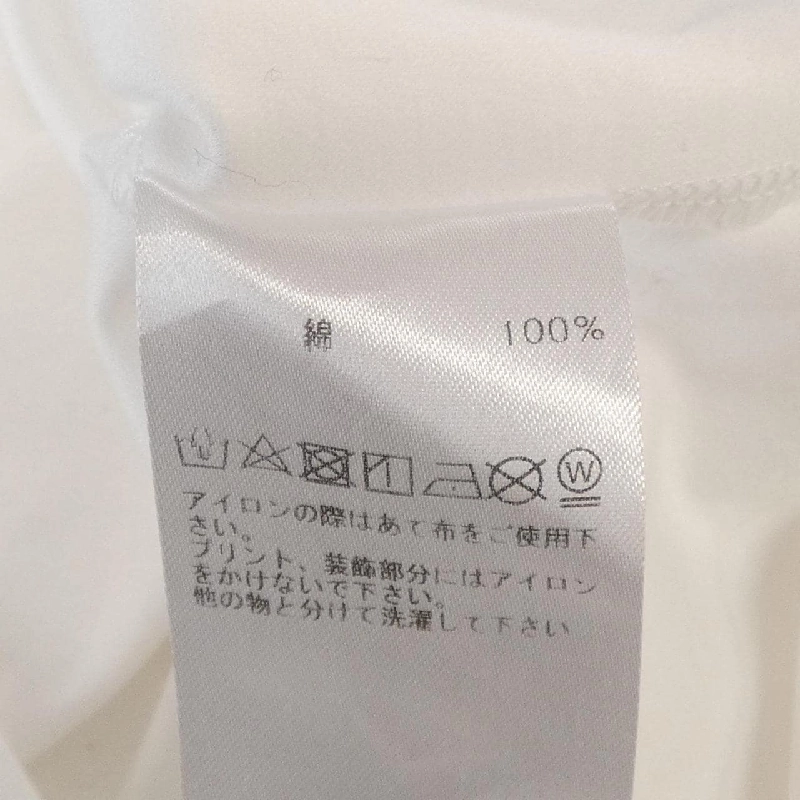 綿 100%
W
アイロンの際はあて布をご使用下
さい。
プリント、装飾部分にはアイロン
をかけないで下さい。
他の物と分けて洗濯して下さい